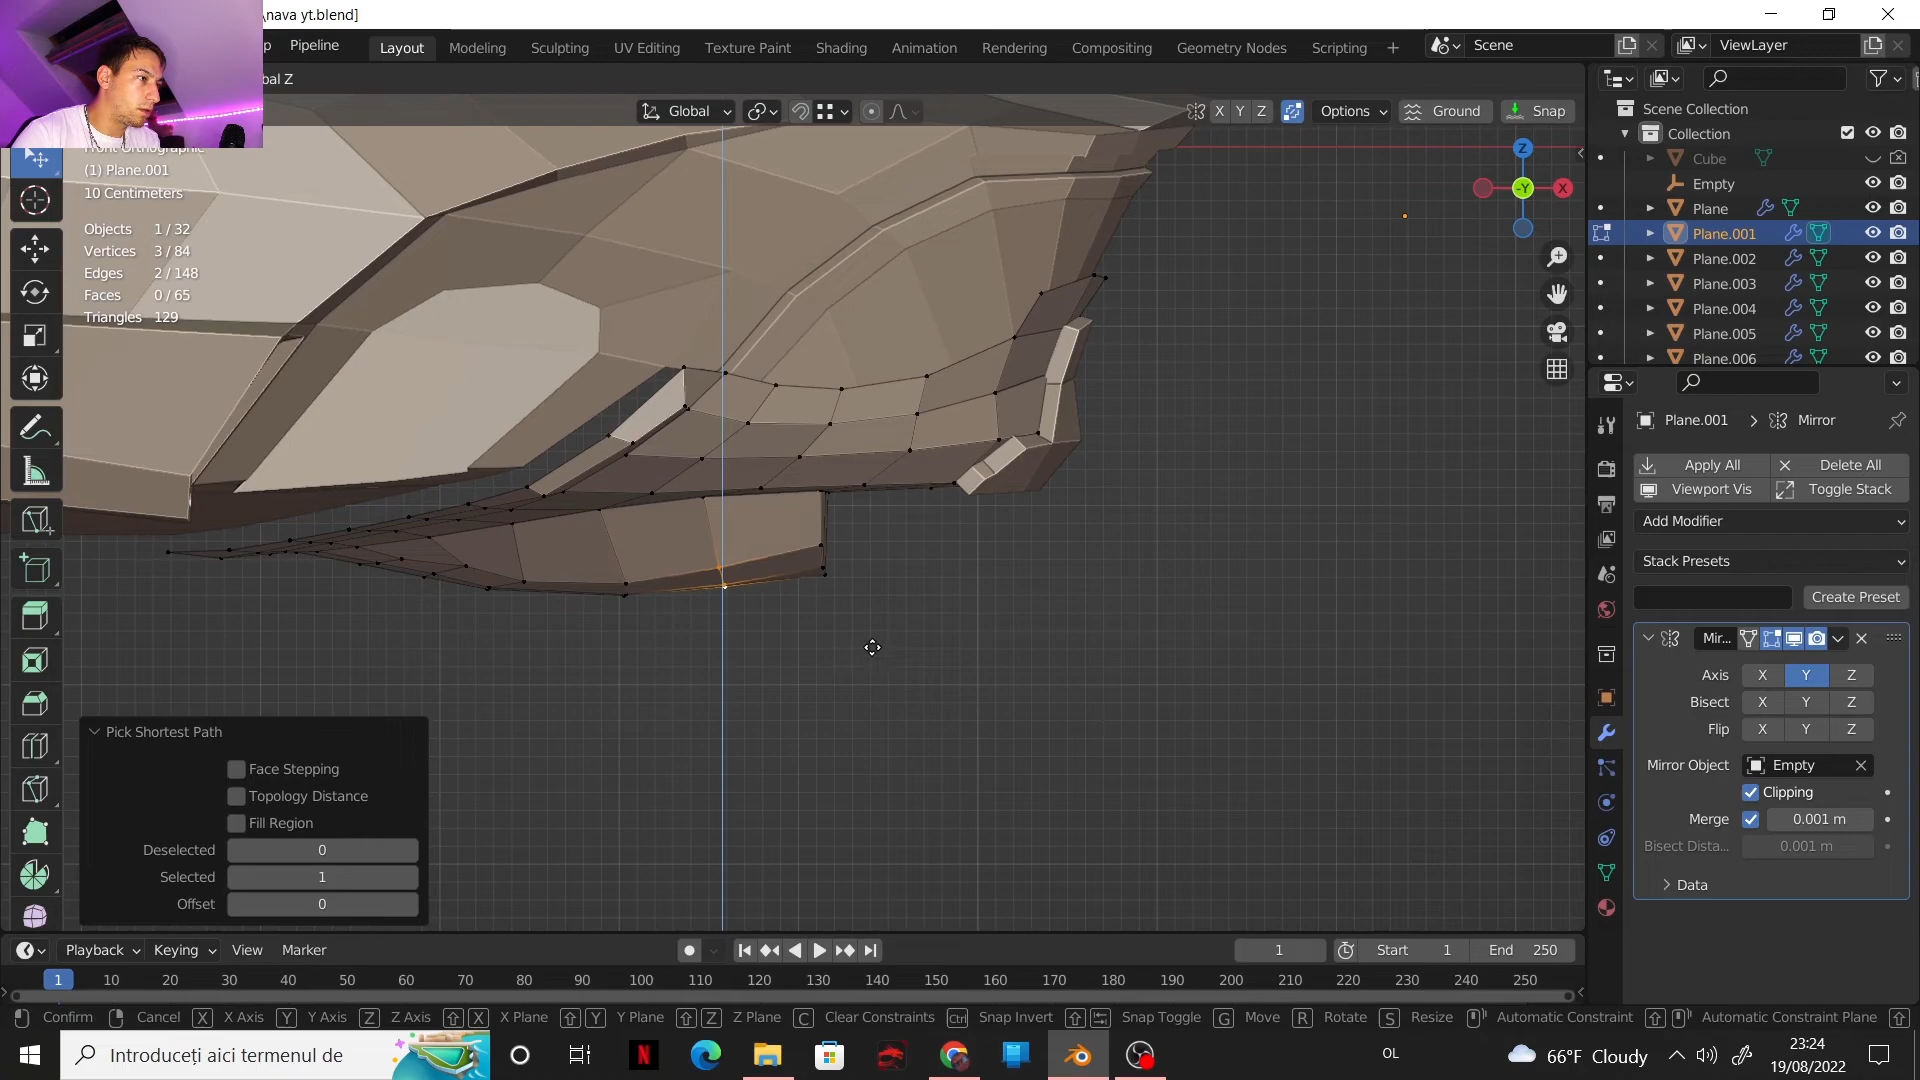 \nava yt.blend]
p Pipeline Layout Modeling Sculpting UV Editing Texture Paint Shading Animation Rendering Compositing Geometry Nodes Scripting + Scene ViewLayer
bal Z
Global Options Ground Snap
X Y Z
Front Orthographic
(1) Plane.001
10 Centimeters
Objects 1 / 32
Vertices 3 / 84
Edges 2 / 148
Faces 0 / 65
Triangles 129
Z
-Y X
Scene Collection
Collection
Cube
Empty
Plane
Plane.001
Plane.002
Plane.003
Plane.004
Plane.005
Plane.006
Plane.001 > Mirror
Apply All Delete All
Viewport Vis Toggle Stack
Add Modifier
Stack Presets
Create Preset
Mir...
Axis X Y Z
Bisect X Y Z
Flip X Y Z
Mirror Object Empty
Clipping
Merge 0.001 m
Bisect Dista... 0.001 m
Data
Pick Shortest Path
Face Stepping
Topology Distance
Fill Region
Deselected 0
Selected 1
Offset 0
Playback Keying View Marker 1 Start 1 End 250
1 10 20 30 40 50 60 70 80 90 100 110 120 130 140 150 160 170 180 190 200 210 220 230 240 250
Confirm Cancel X X Axis Y Y Axis Z Z Axis X X Plane Y Y Plane Z Z Plane C Clear Constraints Ctrl Snap Invert Snap Toggle G Move R Rotate S Resize Automatic Constraint Automatic Constraint Plane
Introduceți aici termenul de OL 66°F Cloudy
23:24
19/08/2022